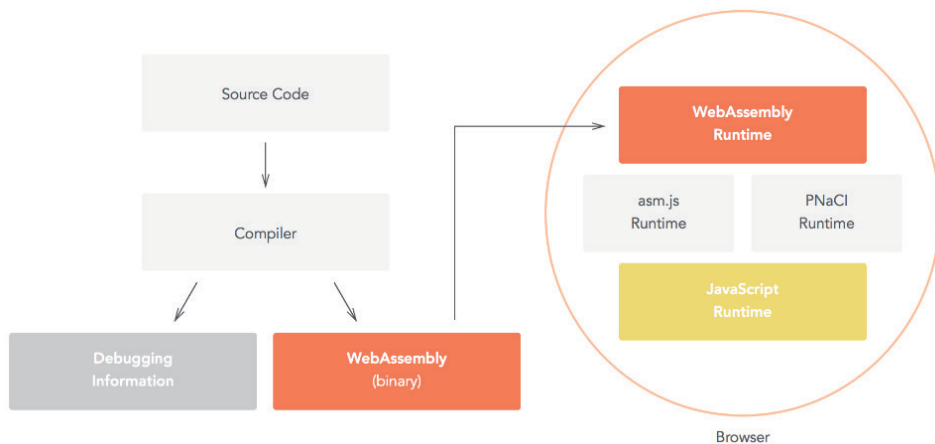 Source Code
Compiler
Debugging
Information
WebAssembly
(binary)
WebAssembly
Runtime
asm.js
Runtime
PNaCl
Runtime
JavaScript
Runtime
Browser